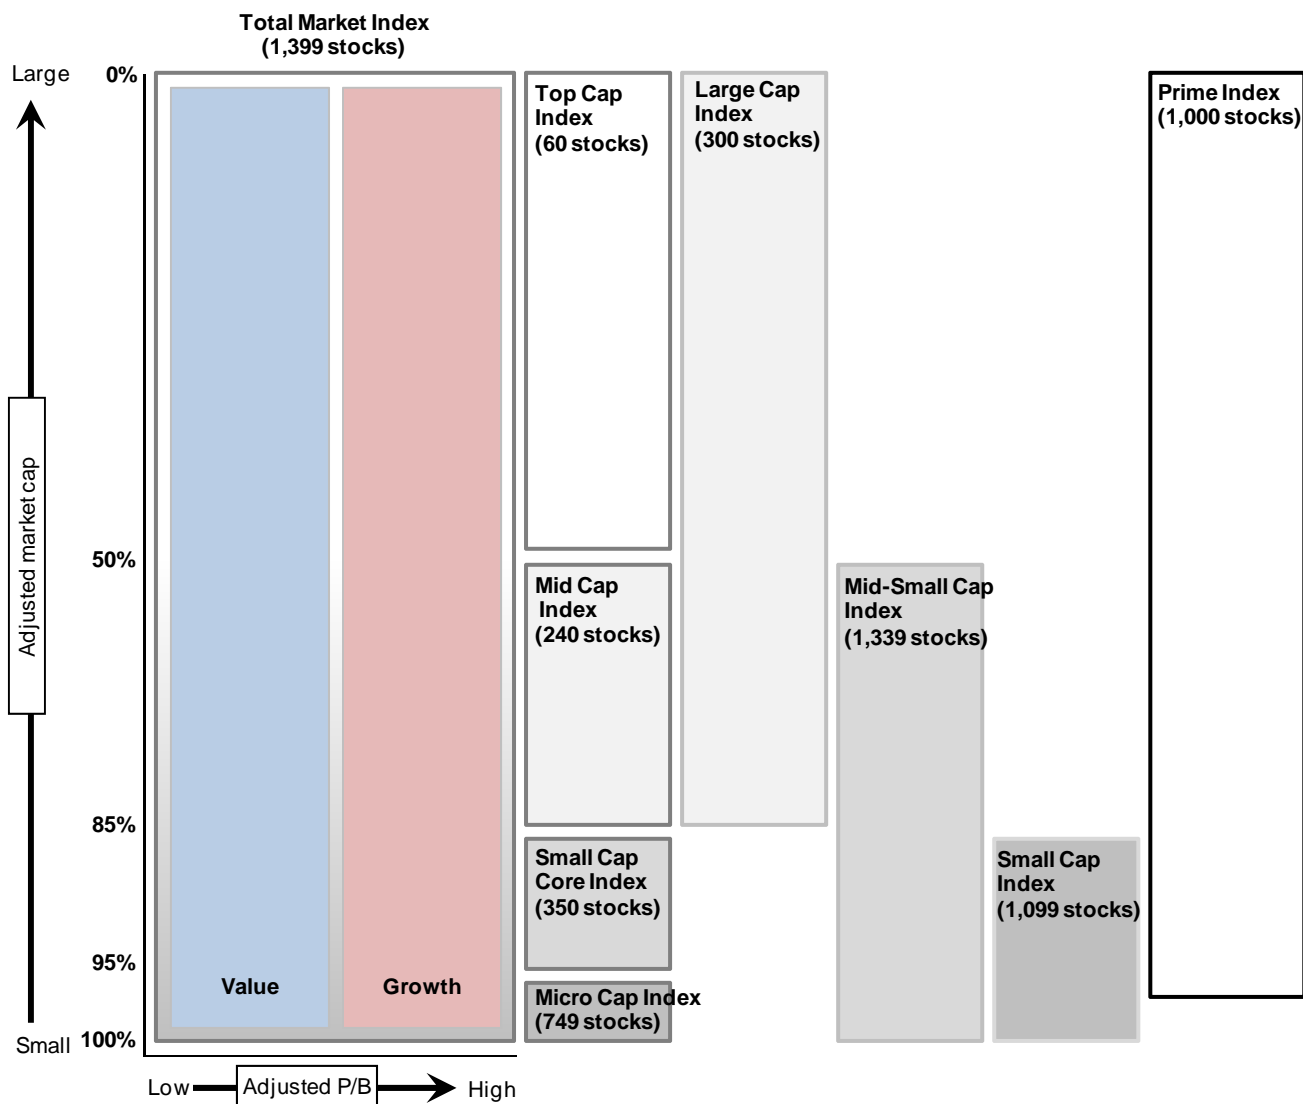 Total Market Index
(1,399 stocks)
Large
0%
Top Cap
Index
(60 stocks)
Large Cap
Index
(300 stocks)
Prime Index
(1,000 stocks)
Adjusted market cap
50%
Mid Cap
Index
(240 stocks)
Mid-Small Cap
Index
(1,339 stocks)
85%
Small Cap
Core Index
(350 stocks)
Small Cap
Index
(1,099 stocks)
95%
Value
Growth
Micro Cap Index
(749 stocks)
Small
100%
Low
Adjusted P/B
High